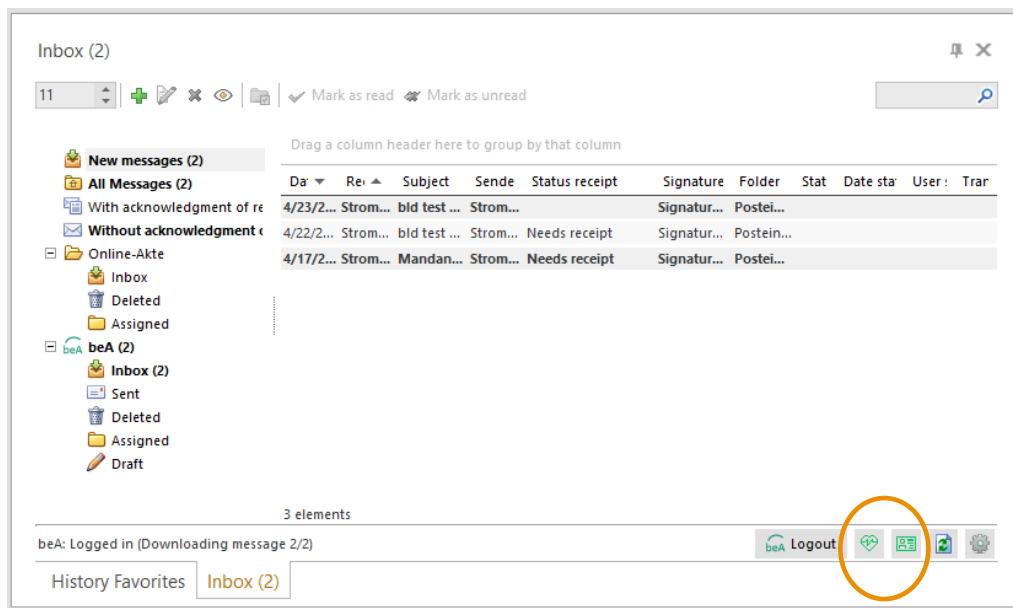 Inbox (2)
11
Mark as read
Mark as unread
Drag a column header here to group by that column
New messages (2)
All Messages (2)
With acknowledgment of re
Without acknowledgment c
Online-Akte
Inbox
Deleted
Assigned
beA beA (2)
Inbox (2)
Sent
Deleted
Assigned
Draft
Da Re Subject Sende Status receipt Signature Folder Stat Date sta User s Tran
4/23/2... Strom... bld test ... Strom... Signatur... Postei...
4/22/2... Strom... bld test ... Strom... Needs receipt Signatur... Postein...
4/17/2... Strom... Mandan... Strom... Needs receipt Signatur... Postei...
3 elements
beA: Logged in (Downloading message 2/2)
beA Logout
History Favorites Inbox (2)